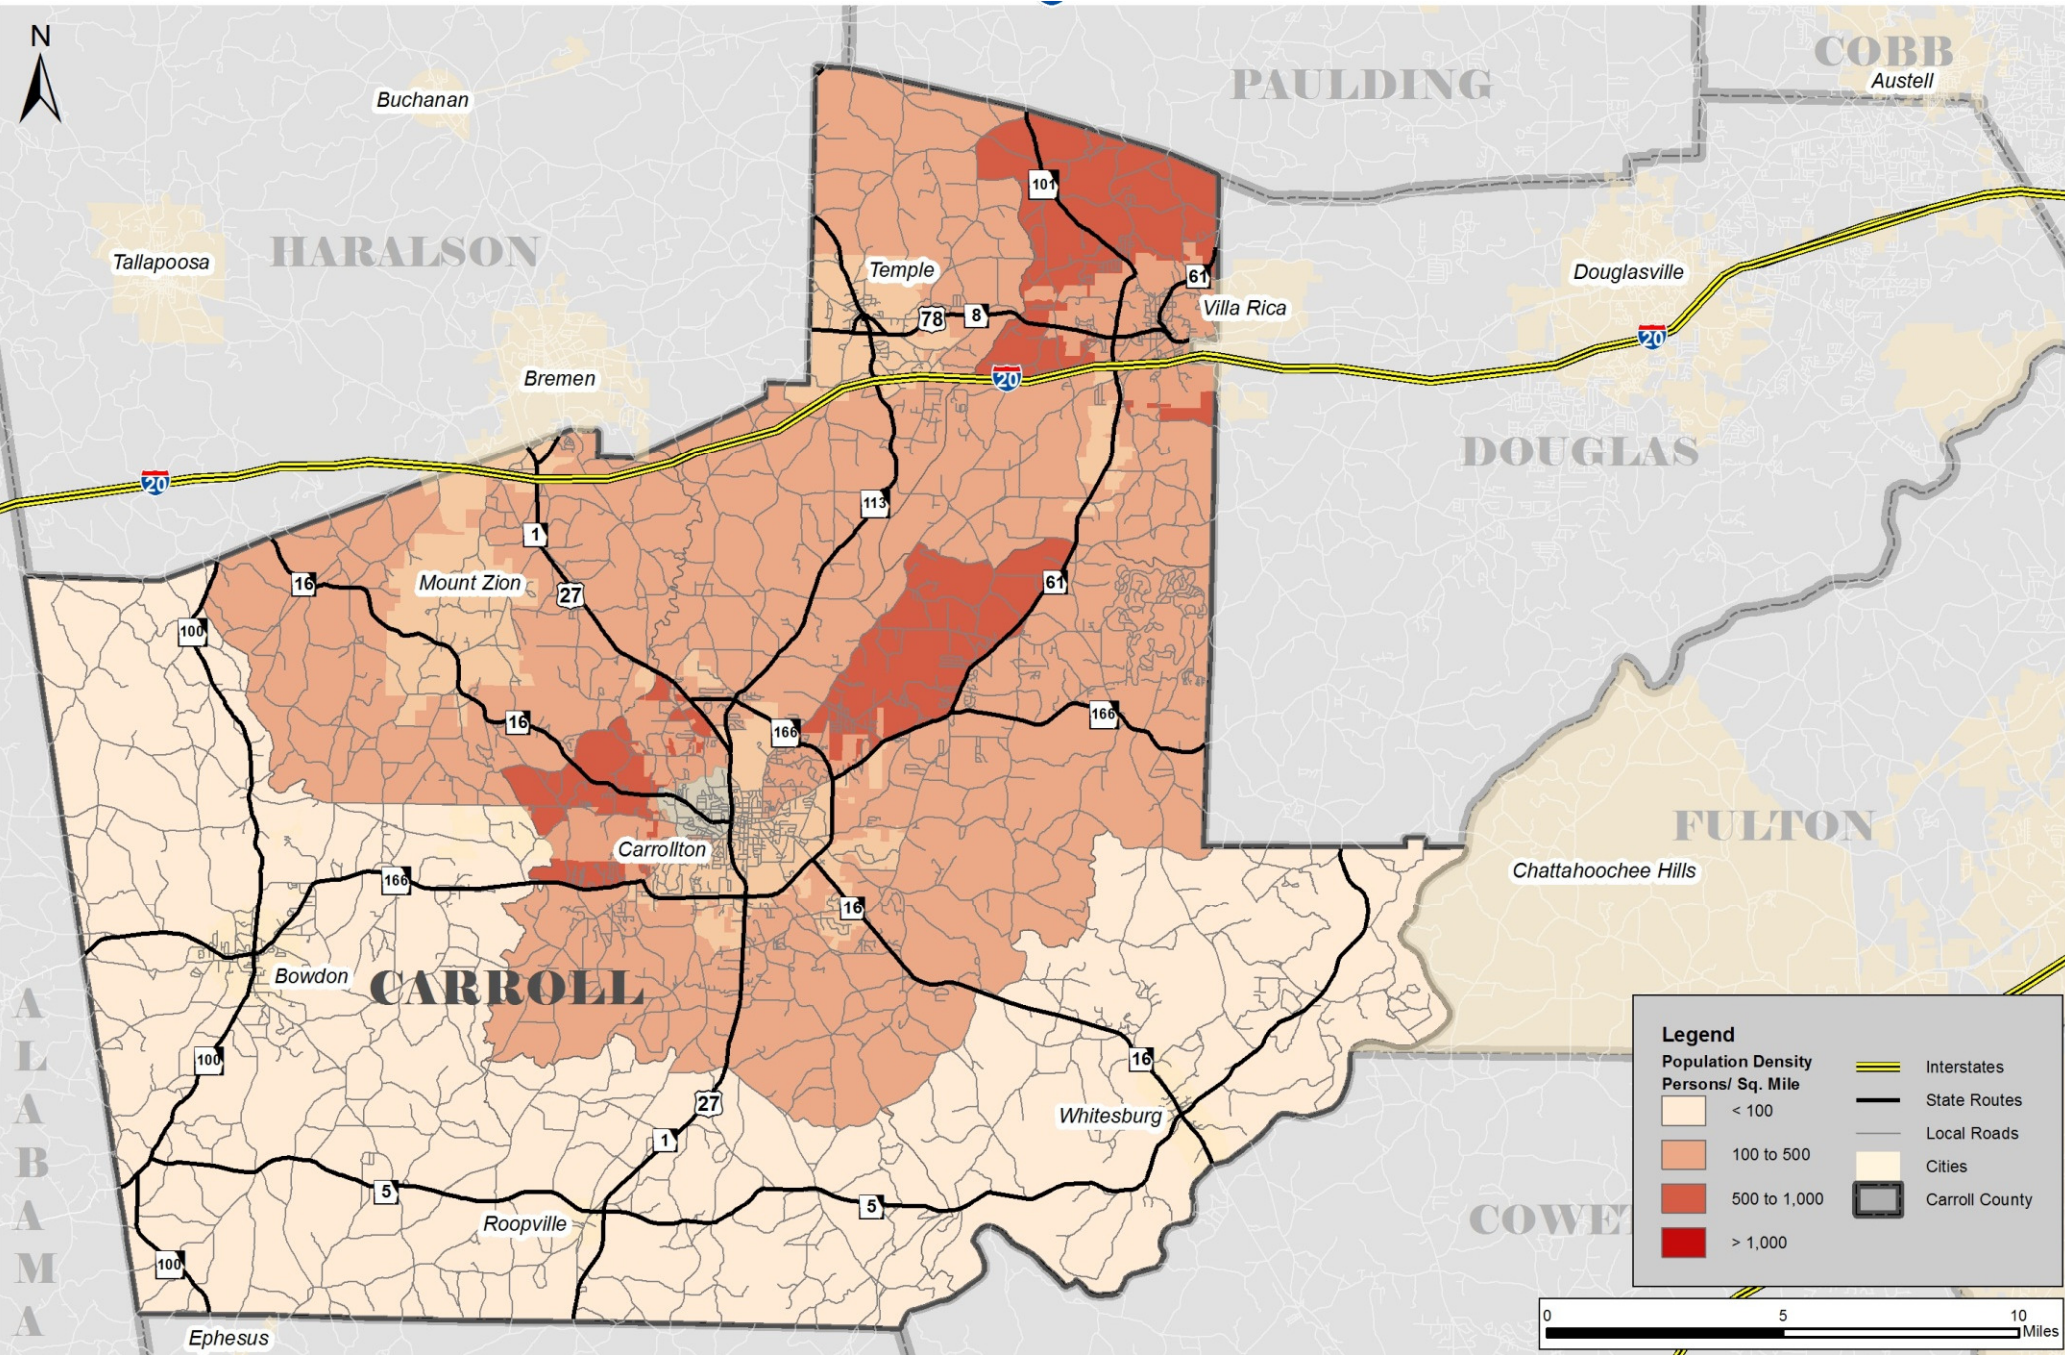 N
COBB
Austell
PAULDING
Buchanan
101
HARALSON
Tallapoosa
Temple
Douglasville
61
Villa Rica
78
8
20
20
Bremen
DOUGLAS
20
113
1
Mount Zion
16
27
61
100
16
166
166
FULTON
Carrollton
Chattahoochee Hills
166
16
Bowdon
CARROLL
ALABAMA
100
16
27
Whitesburg
1
5
5
Roopville
COWE
100
Ephesus
Legend
Population Density
Persons/ Sq. Mile
< 100
100 to 500
500 to 1,000
> 1,000
Interstates
State Routes
Local Roads
Cities
Carroll County
0 5 10
Miles